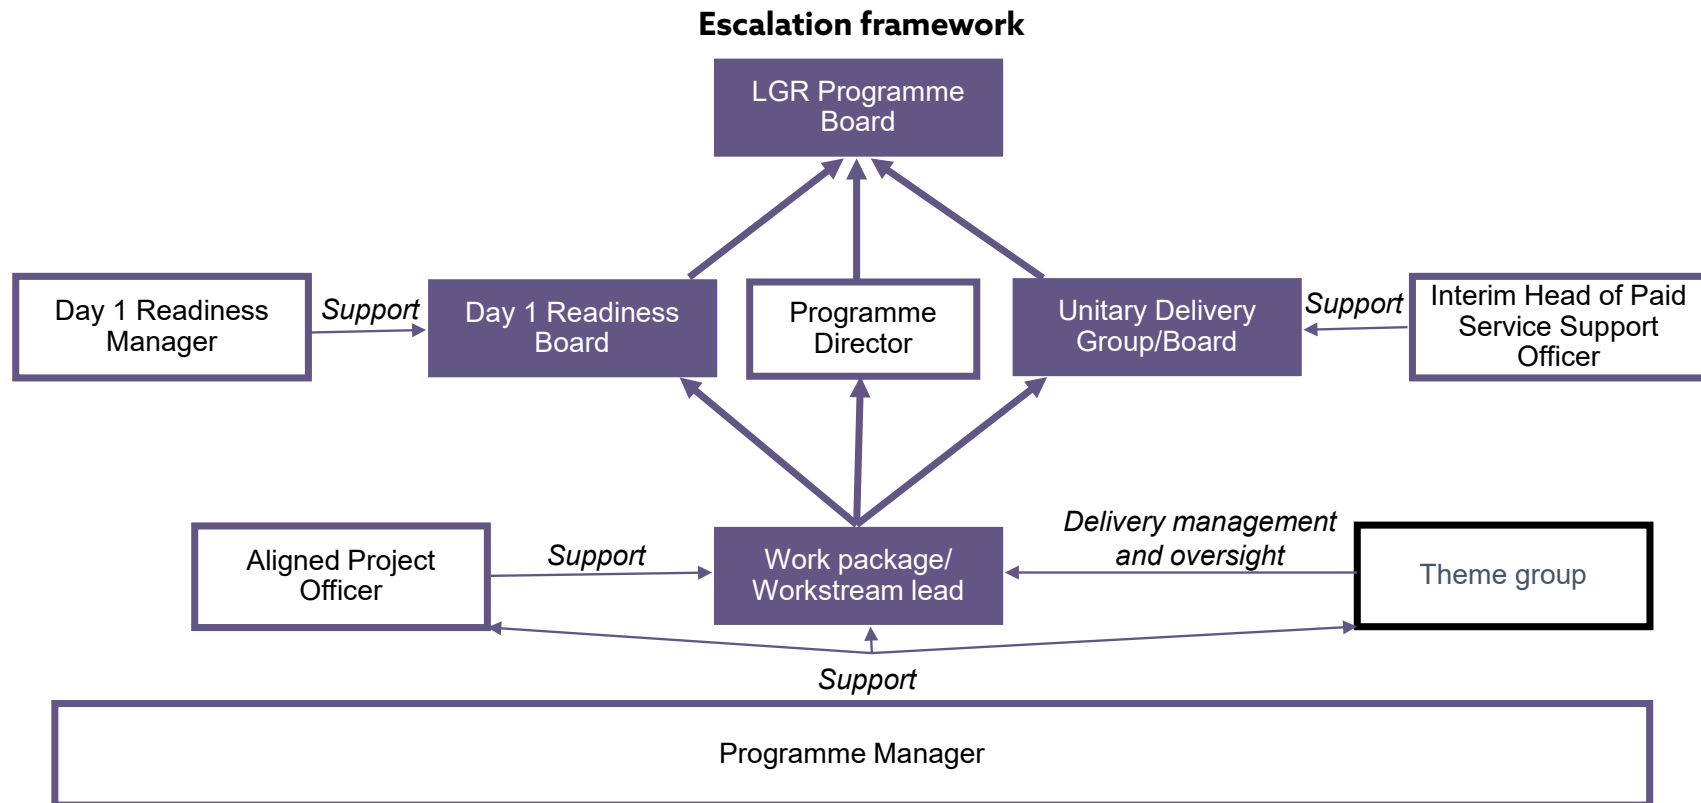 Escalation framework
LGR Programme
Board
Day 1 Readiness
Manager
Support
Day 1 Readiness
Board
Programme
Director
Unitary Delivery
Group/Board
Support
Interim Head of Paid
Service Support
Officer
Aligned Project
Officer
Support
Work package/
Workstream lead
Delivery management
and oversight
Theme group
Support
Programme Manager